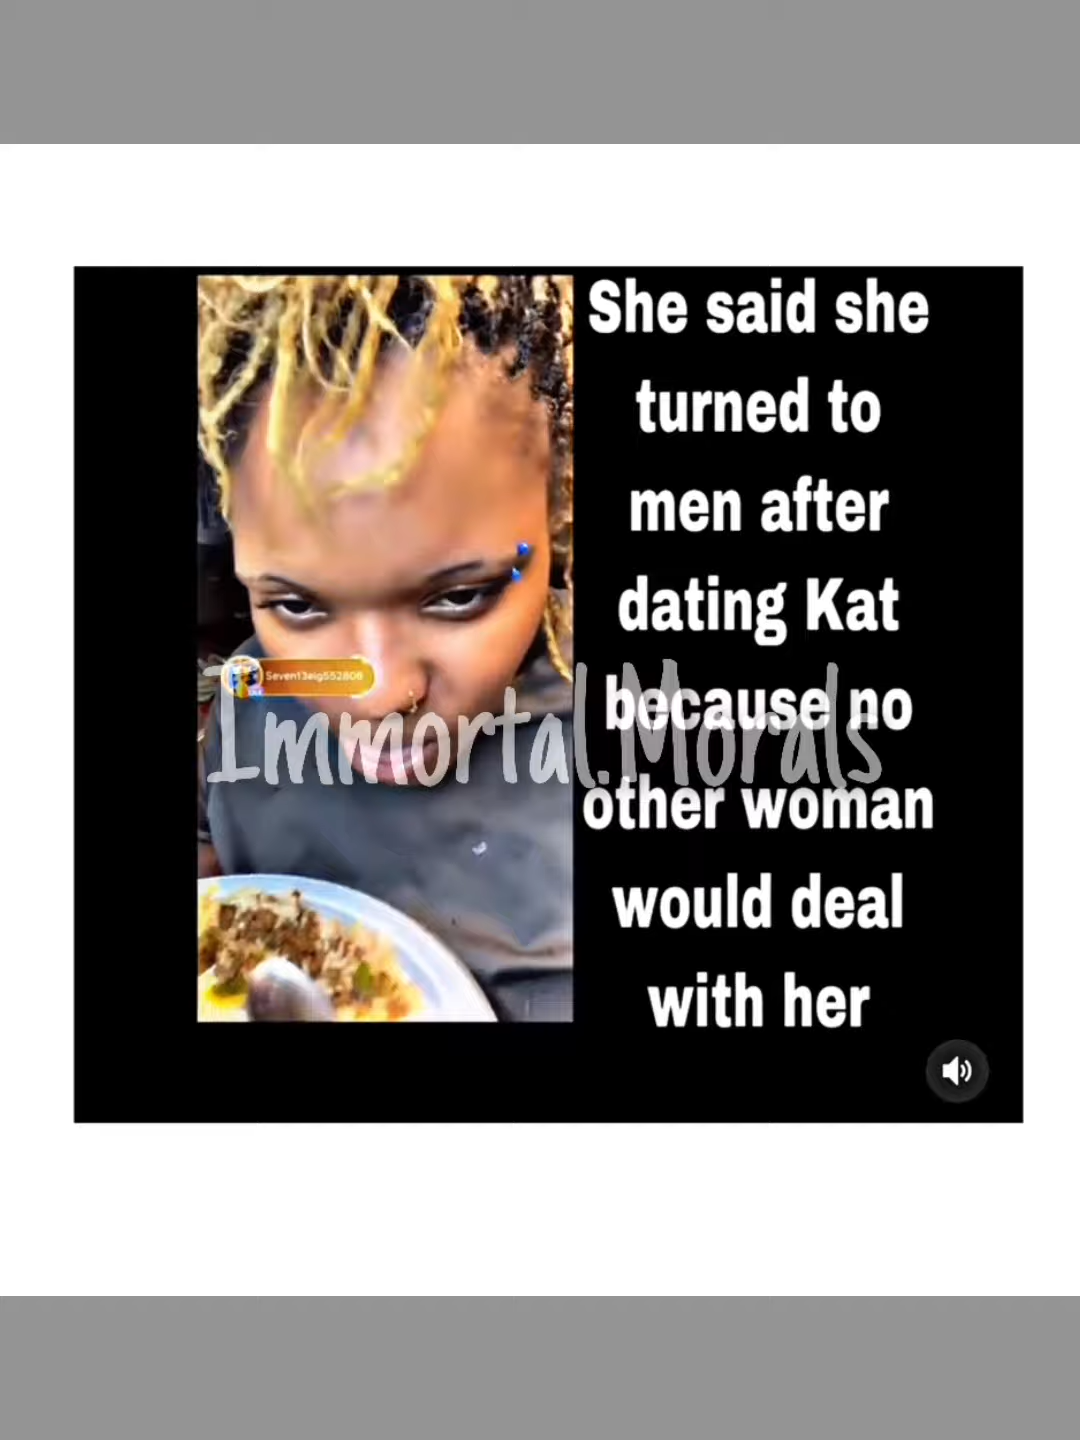 She said she
turned to
men after
dating Kat
because no
other woman
would deal
with her
Seven13eig552806
Immortal.Morals